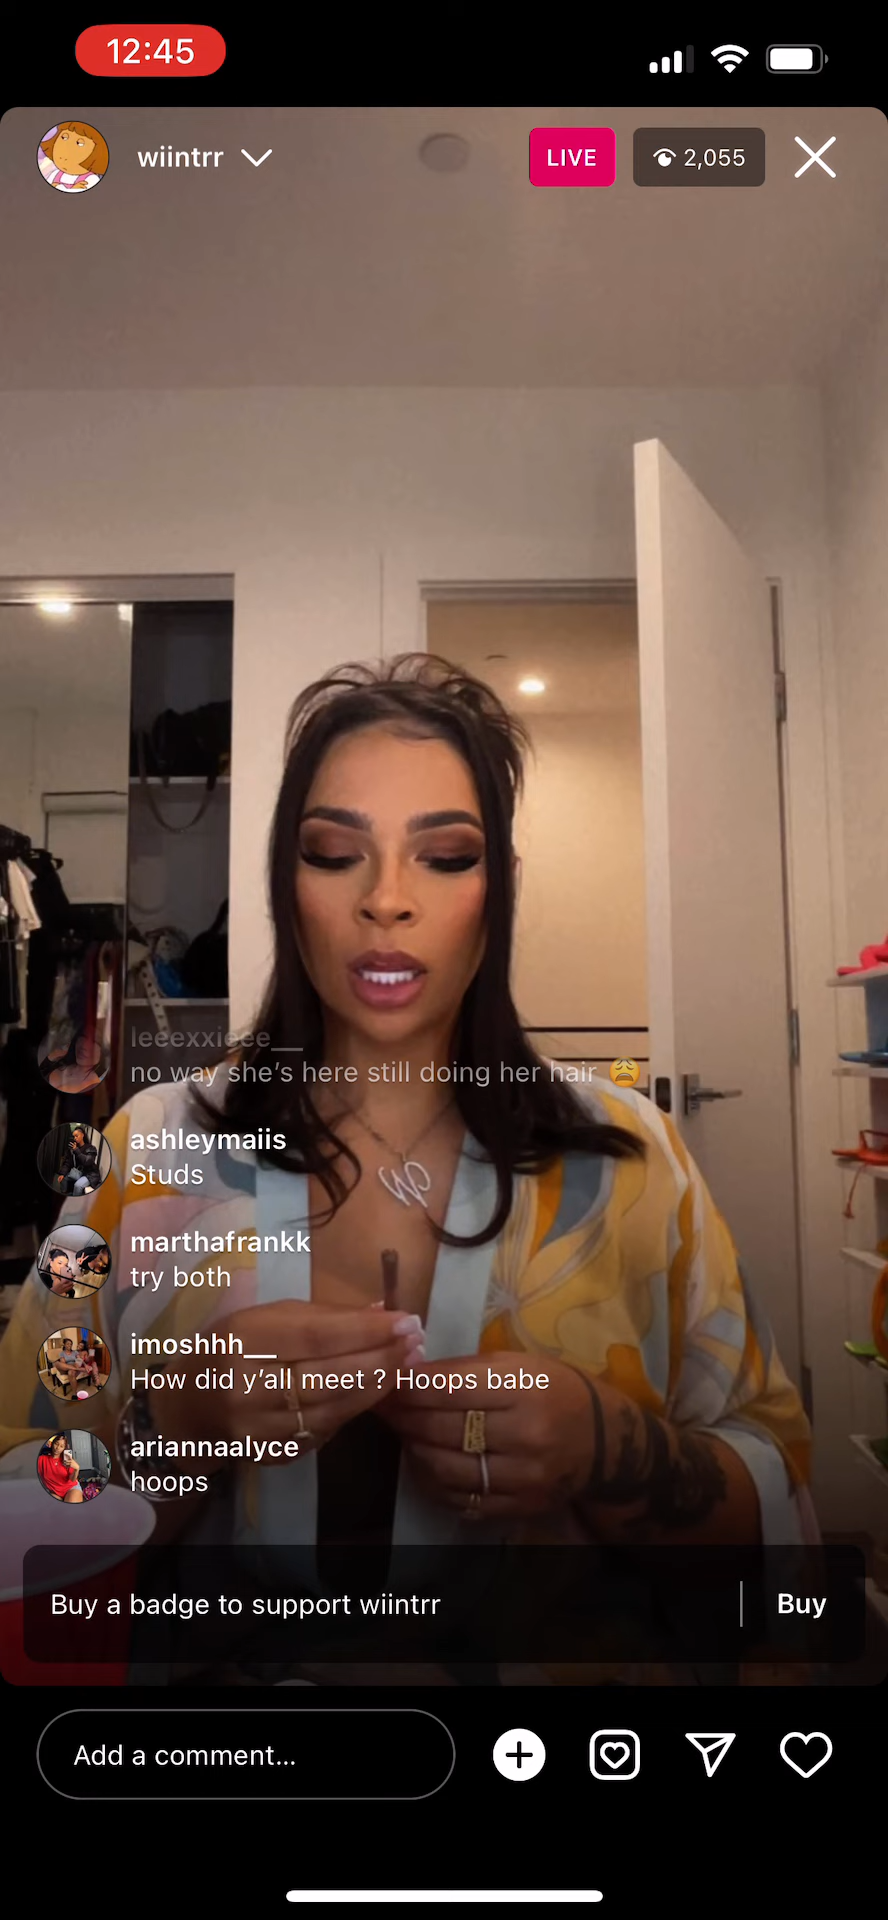 12:45
wiintrr
LIVE
2,055
leeexxieee__
no way she's here still doing her hair 😩
ashleymaiis
Studs
marthafrankk
try both
imoshhh__
How did y'all meet ? Hoops babe
ariannaalyce
hoops
Buy a badge to support wiintrr
Buy
Add a comment...